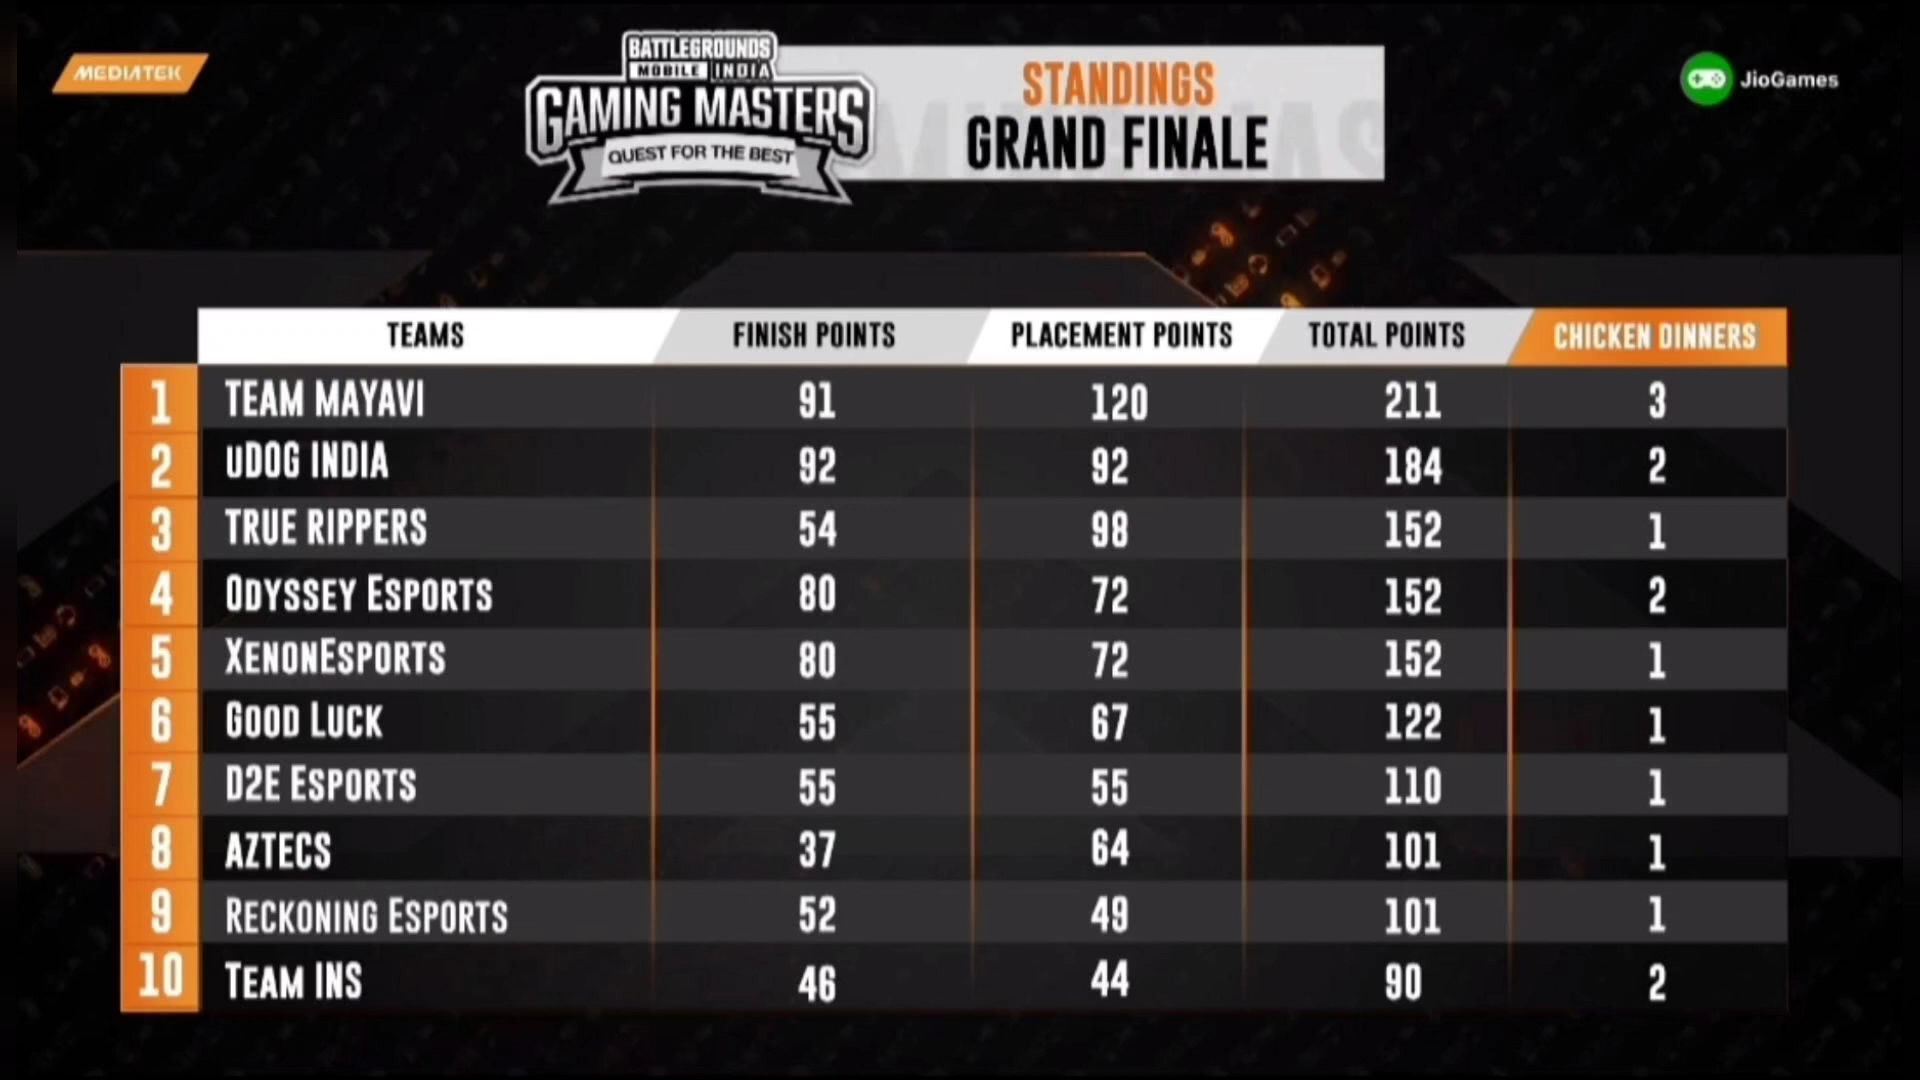 MEDIATEK
BATTLEGROUNDS
MOBILE INDIA
GAMING MASTERS
QUEST FOR THE BEST
STANDINGS
GRAND FINALE
JioGames
TEAMS FINISH POINTS PLACEMENT POINTS TOTAL POINTS CHICKEN DINNERS
1 TEAM MAYAVI 91 120 211 3
2 uDOG INDIA 92 92 184 2
3 TRUE RIPPERS 54 98 152 1
4 ODYSSEY ESPORTS 80 72 152 2
5 XENONESPORTS 80 72 152 1
6 GOOD LUCK 55 67 122 1
7 D2E ESPORTS 55 55 110 1
8 AZTECS 37 64 101 1
9 RECKONING ESPORTS 52 49 101 1
10 TEAM INS 46 44 90 2